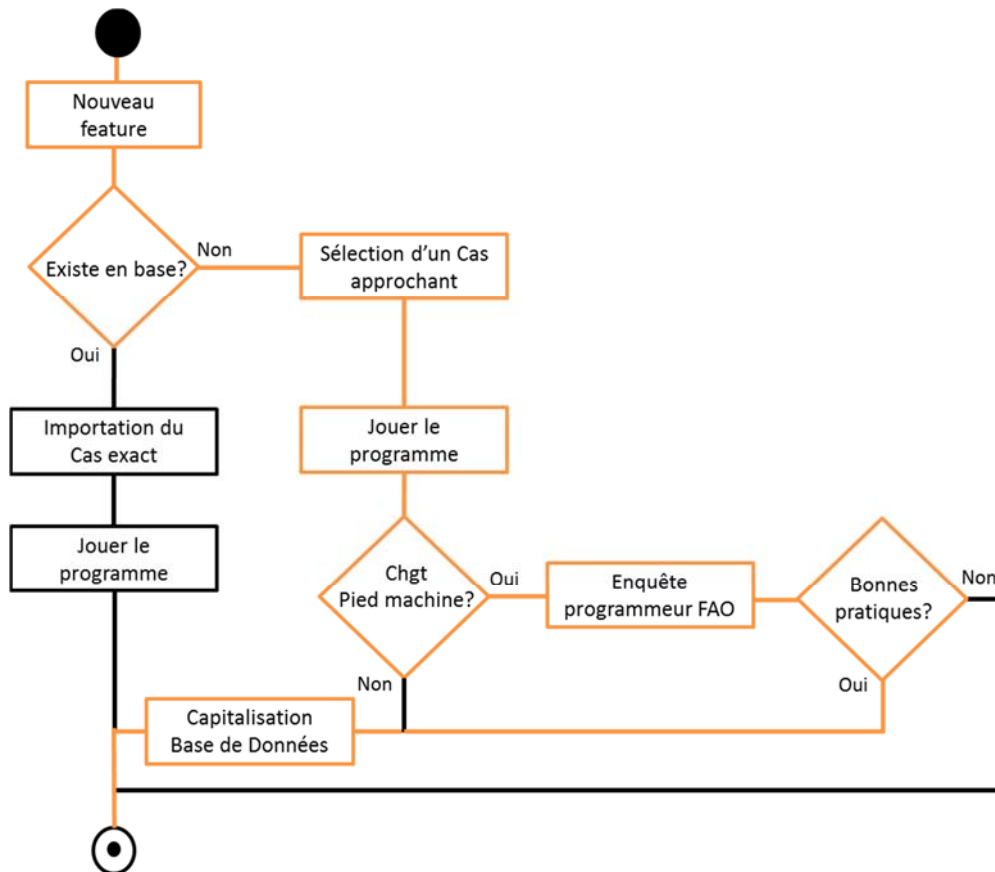 Nouveau
feature
Existe en base?
Non
Sélection d'un Cas
approchant
Oui
Importation du
Cas exact
Jouer le
programme
Jouer le
programme
Chgt
Pied machine?
Oui
Enquête
programmeur FAO
Bonnes
pratiques?
Non
Non
Oui
Capitalisation
Base de Données